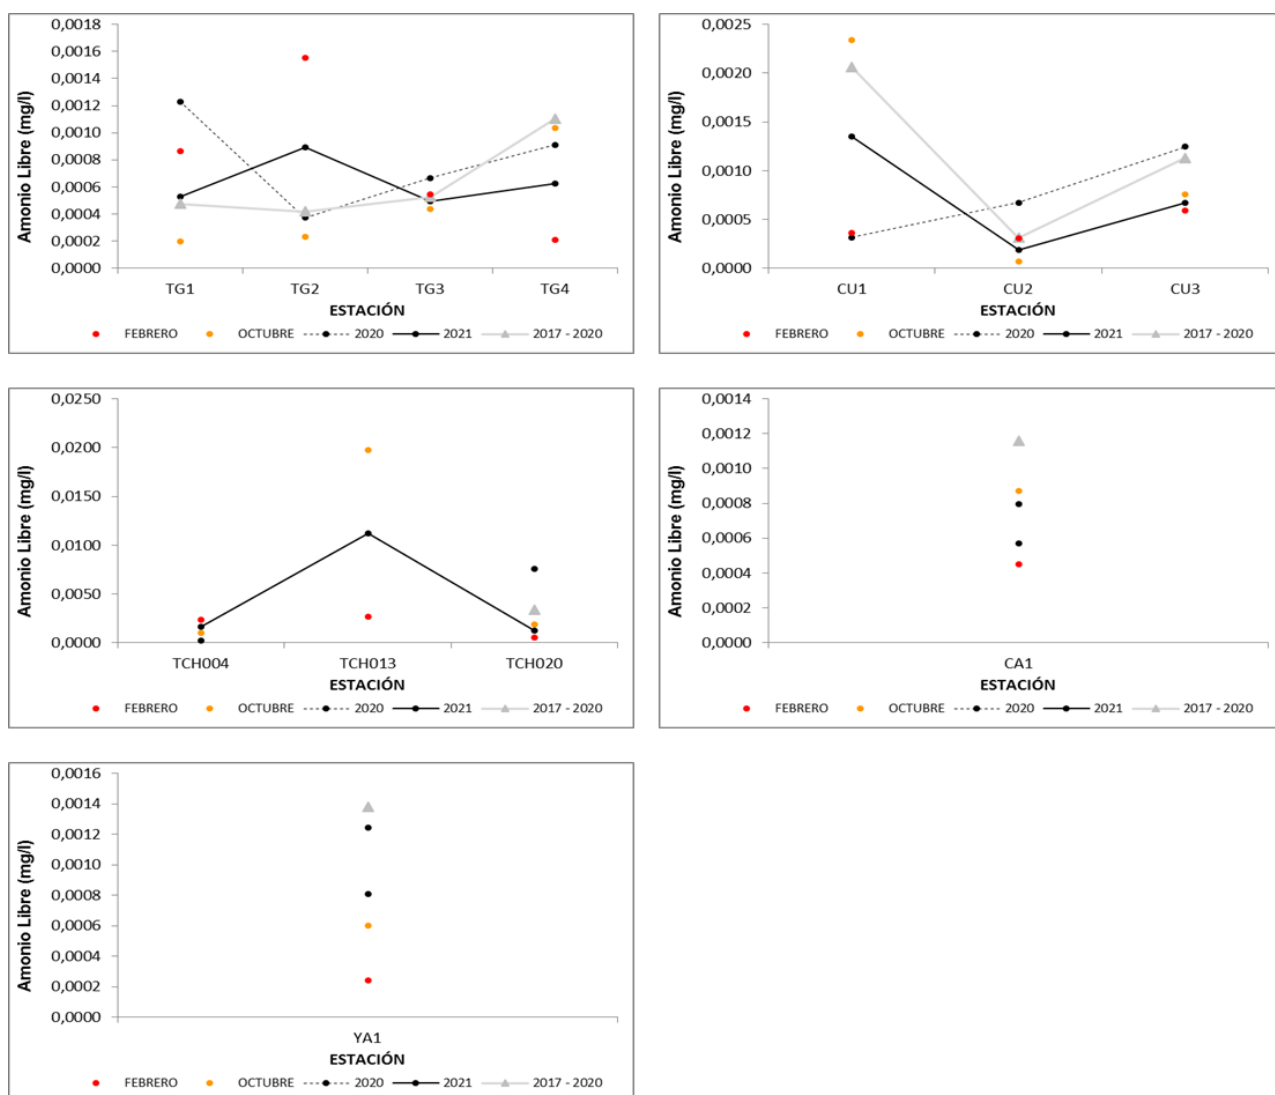 Amonio Libre (mg/l)
0,0018
0,0016
0,0014
0,0012
0,0010
0,0008
0,0006
0,0004
0,0002
0,0000
TG1 TG2 TG3 TG4
ESTACIÓN
FEBRERO OCTUBRE 2020 2021 2017 - 2020
Amonio Libre (mg/l)
0,0025
0,0020
0,0015
0,0010
0,0005
0,0000
CU1 CU2 CU3
ESTACIÓN
FEBRERO OCTUBRE 2020 2021 2017 - 2020
Amonio Libre (mg/l)
0,0250
0,0200
0,0150
0,0100
0,0050
0,0000
TCH004 TCH013 TCH020
ESTACIÓN
FEBRERO OCTUBRE 2020 2021 2017 - 2020
Amonio Libre (mg/l)
0,0014
0,0012
0,0010
0,0008
0,0006
0,0004
0,0002
0,0000
CA1
ESTACIÓN
FEBRERO OCTUBRE 2020 2021 2017 - 2020
Amonio Libre (mg/l)
0,0016
0,0014
0,0012
0,0010
0,0008
0,0006
0,0004
0,0002
0,0000
YA1
ESTACIÓN
FEBRERO OCTUBRE 2020 2021 2017 - 2020